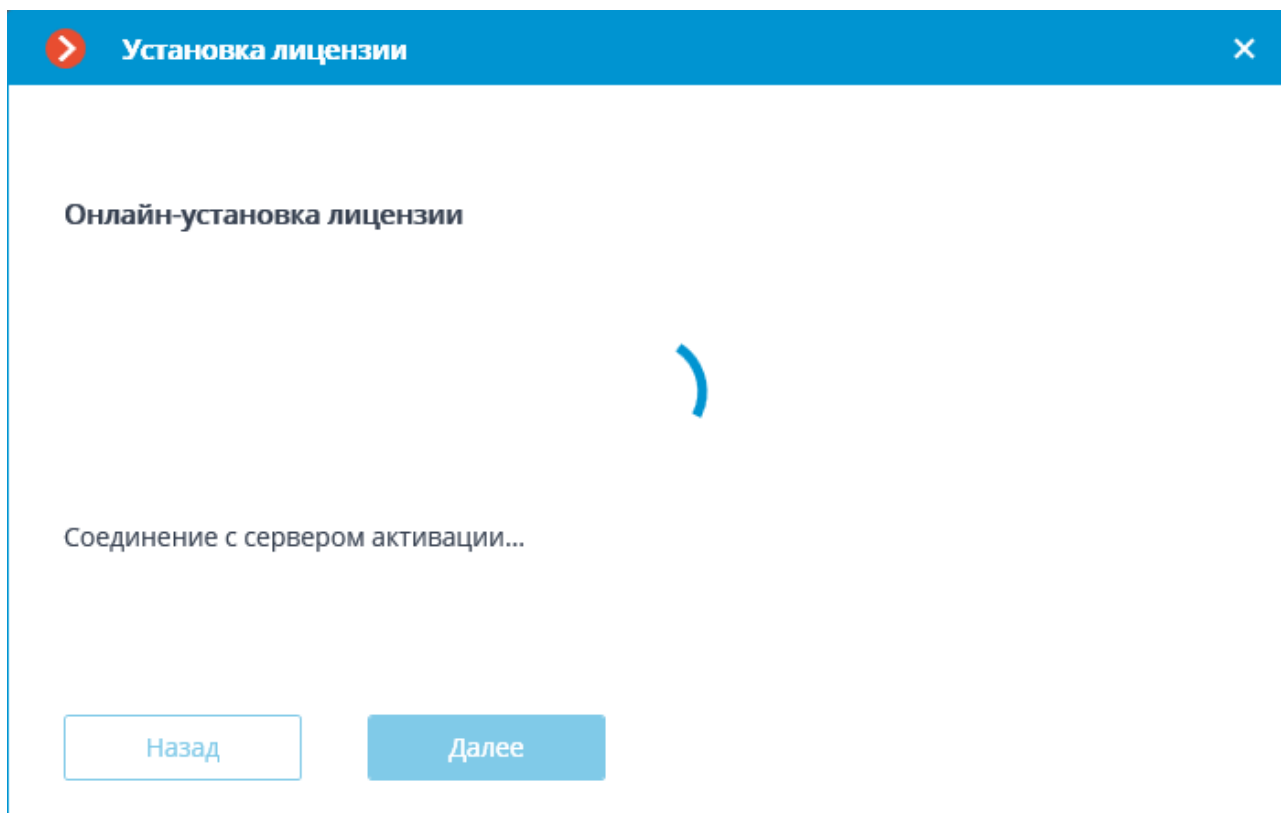 Установка лицензии
Онлайн-установка лицензии
Соединение с сервером активации...
Назад
Далее